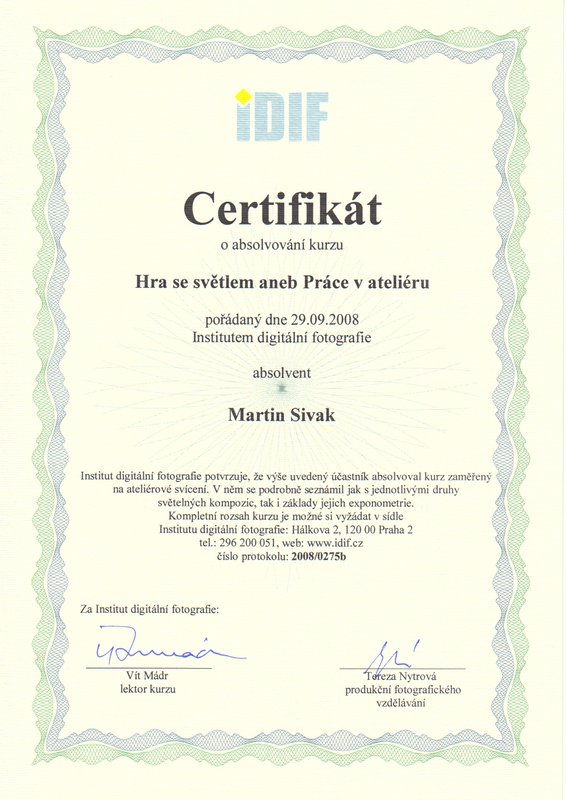 iDIF
Certifikát
o absolvování kurzu
Hra se světlem aneb Práce v ateliéru
pořádaný dne 29.09.2008
Institutem digitální fotografie
absolvent
Martin Sivak
Institut digitální fotografie potvrzuje, že výše uvedený účastník absolvoval kurz zaměřený
na ateliérové svícení. V něm se podrobně seznámil jak s jednotlivými druhy
světelných kompozic, tak i základy jejich exponometrie.
Kompletní rozsah kurzu je možné si vyžádat v sídle
Institutu digitální fotografie: Hálkova 2, 120 00 Praha 2
tel.: 296 200 051, web: www.idif.cz
číslo protokolu: 2008/0275b
Za Institut digitální fotografie:
Vít Mádr
lektor kurzu
Tereza Nytrová
produkční fotografického
vzdělávání